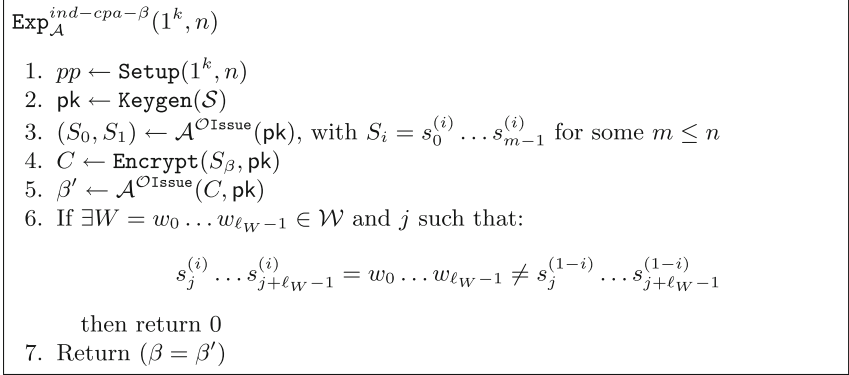 Exp_𝒜^{ind−cpa−β}(1^k, n)
1. pp ← Setup(1^k, n)
2. pk ← Keygen(𝒮)
3. (S_0, S_1) ← 𝒜^{𝒪Issue}(pk), with S_i = s_0^{(i)} … s_{m−1}^{(i)} for some m ≤ n
4. C ← Encrypt(S_β, pk)
5. β′ ← 𝒜^{𝒪Issue}(C, pk)
6. If ∃W = w_0 … w_{ℓ_W−1} ∈ 𝒲 and j such that:
s_j^{(i)} … s_{j+ℓ_W−1}^{(i)} = w_0 … w_{ℓ_W−1} ≠ s_j^{(1−i)} … s_{j+ℓ_W−1}^{(1−i)}
then return 0
7. Return (β = β′)